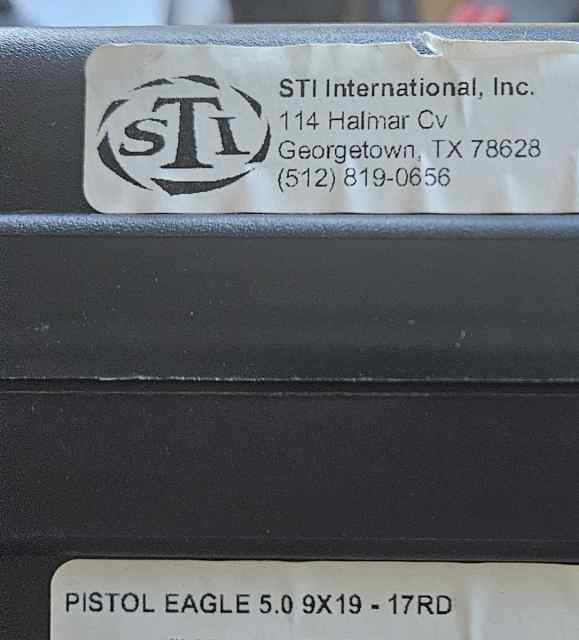 STI
STI International, Inc.
114 Halmar Cv
Georgetown, TX 78628
(512) 819-0656
PISTOL EAGLE 5.0 9X19 - 17RD